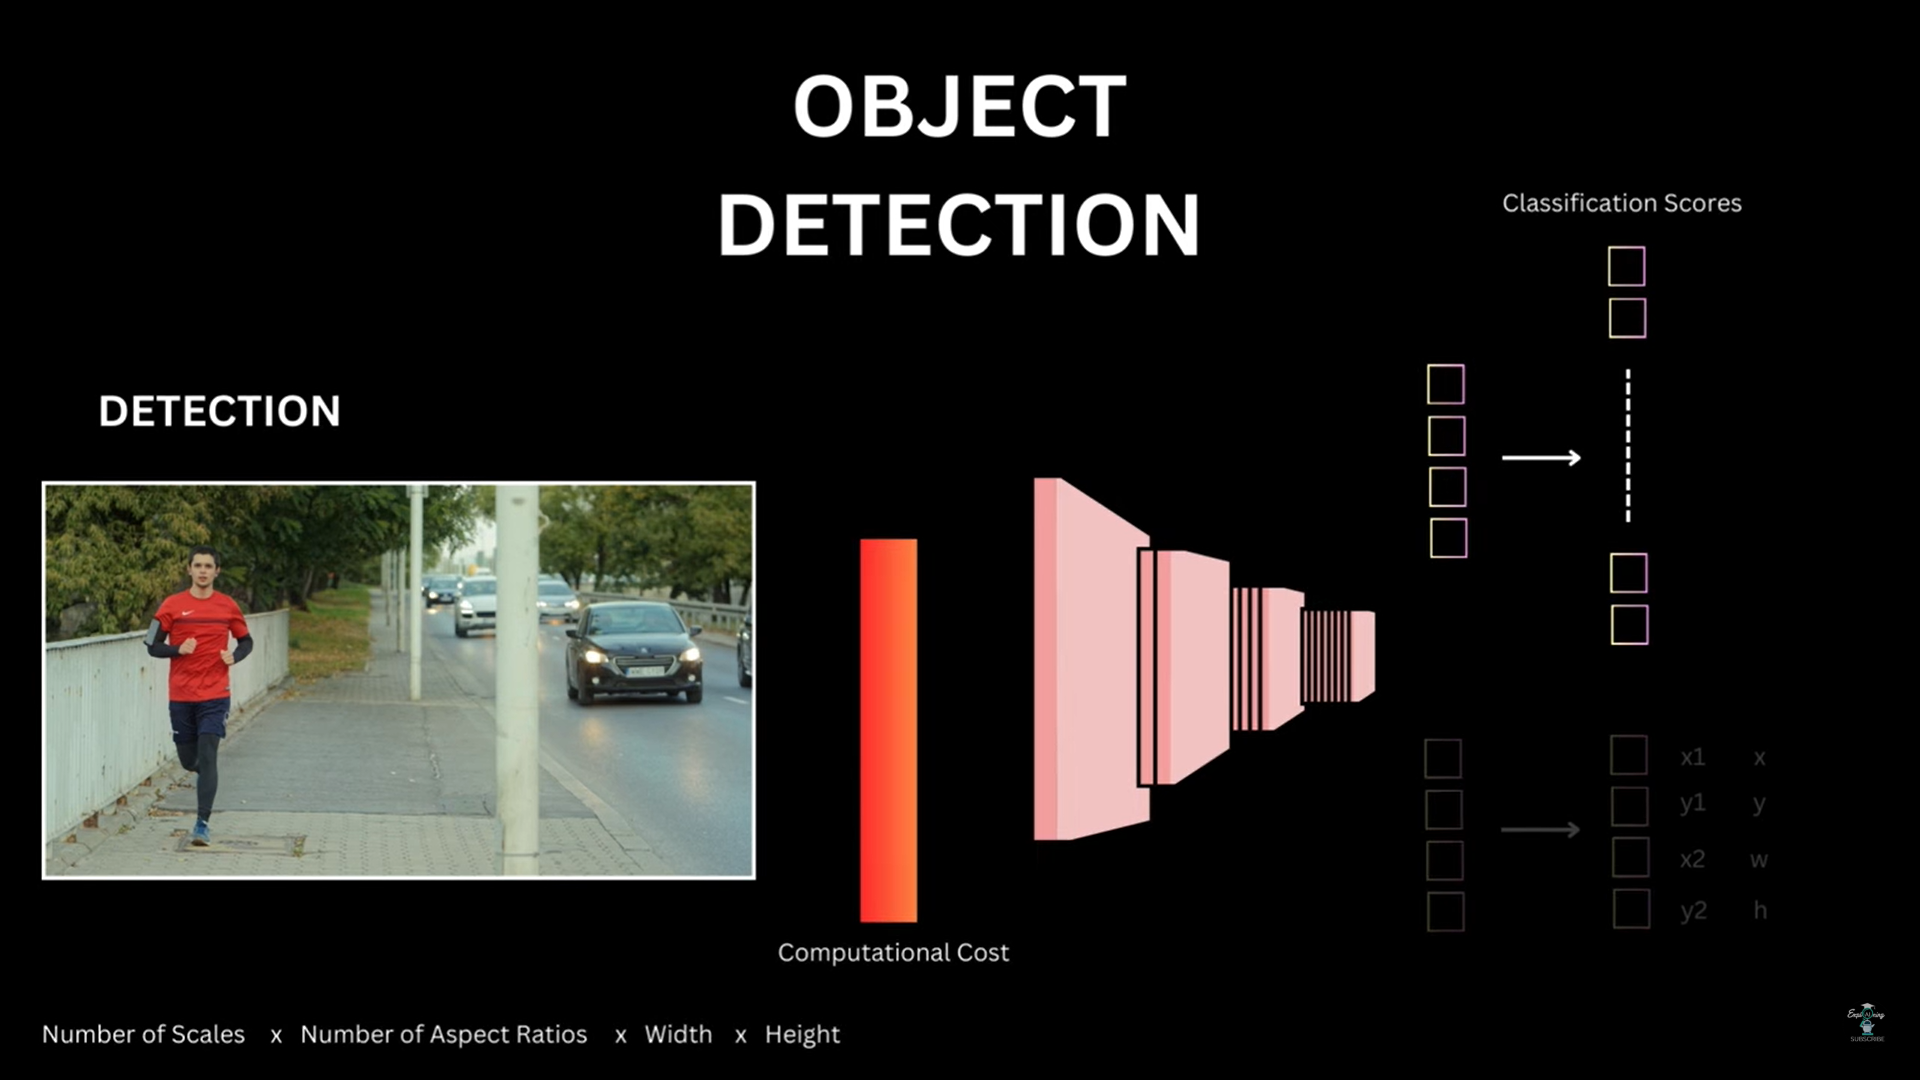 OBJECT
DETECTION
Classification Scores
DETECTION
x1 x
y1 y
x2 w
y2 h
Computational Cost
Number of Scales x Number of Aspect Ratios x Width x Height
SUBSCRIBE